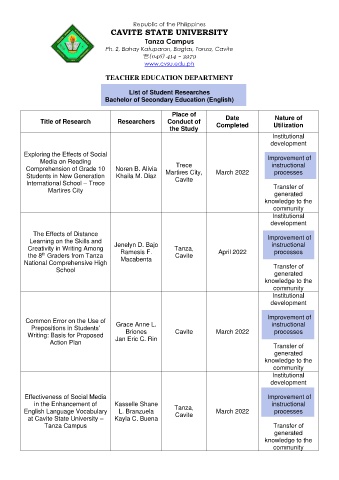 Republic of the Philippines
CAVITE STATE UNIVERSITY
Tanza Campus
Ph. 2, Bahay Katuparan, Bagtas, Tanza, Cavite
☏(046) 414 – 3979
www.cvsu.edu.ph
TEACHER EDUCATION DEPARTMENT
List of Student Researches
Bachelor of Secondary Education (English)
Title of Research
Researchers
Place of
Conduct of
the Study
Date
Completed
Nature of
Utilization
Exploring the Effects of Social
Media on Reading
Comprehension of Grade 10
Students in New Generation
International School – Trece
Martires City
Noren B. Alivia
Khaila M. Diaz
Trece
Martires City,
Cavite
March 2022
Institutional
development
Improvement of
instructional
processes
Transfer of
generated
knowledge to the
community
The Effects of Distance
Learning on the Skills and
Creativity in Writing Among
the 8th Graders from Tanza
National Comprehensive High
School
Jenelyn D. Bajo
Ramesis F.
Macabenta
Tanza,
Cavite
April 2022
Institutional
development
Improvement of
instructional
processes
Transfer of
generated
knowledge to the
community
Common Error on the Use of
Prepositions in Students'
Writing: Basis for Proposed
Action Plan
Grace Anne L.
Briones
Jan Eric C. Rin
Cavite
March 2022
Institutional
development
Improvement of
instructional
processes
Transfer of
generated
knowledge to the
community
Effectiveness of Social Media
in the Enhancement of
English Language Vocabulary
at Cavite State University –
Tanza Campus
Kasselle Shane
L. Branzuela
Kayla C. Buena
Tanza,
Cavite
March 2022
Institutional
development
Improvement of
instructional
processes
Transfer of
generated
knowledge to the
community